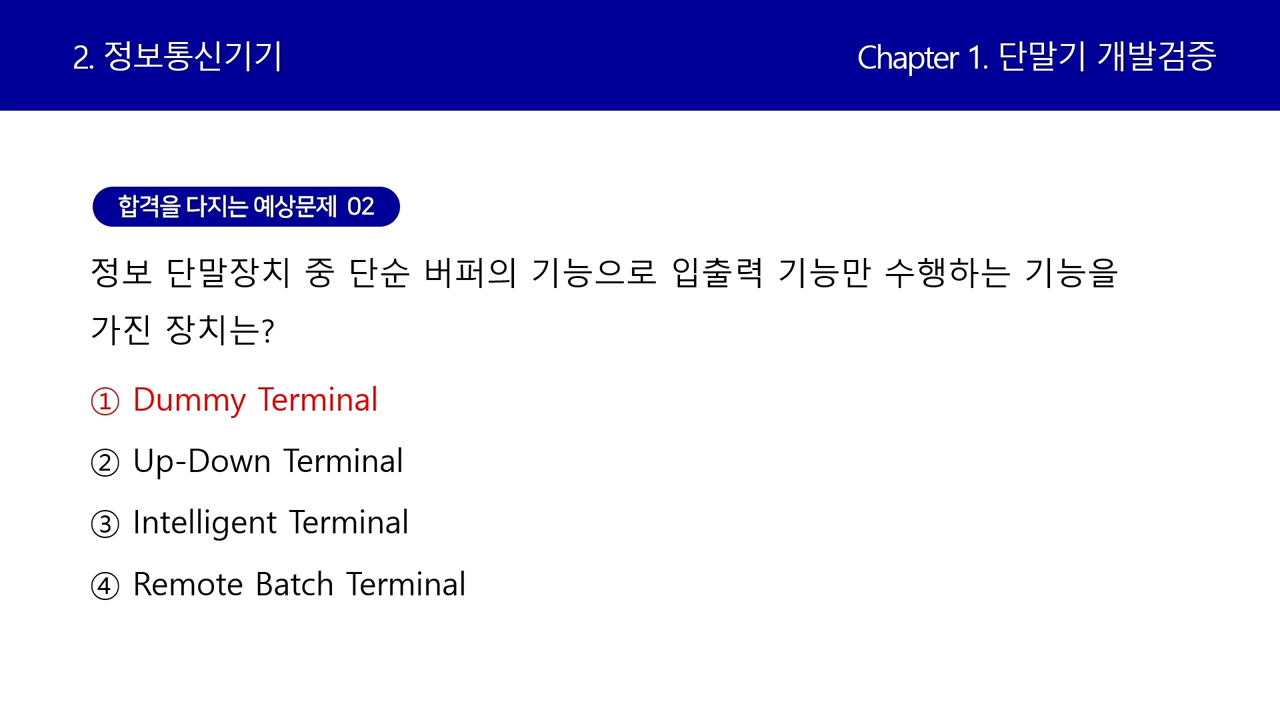 2. 정보통신기기
Chapter 1. 단말기 개발검증
합격을 다지는 예상문제 02
정보 단말장치 중 단순 버퍼의 기능으로 입출력 기능만 수행하는 기능을
가진 장치는?
① Dummy Terminal
② Up-Down Terminal
③ Intelligent Terminal
④ Remote Batch Terminal